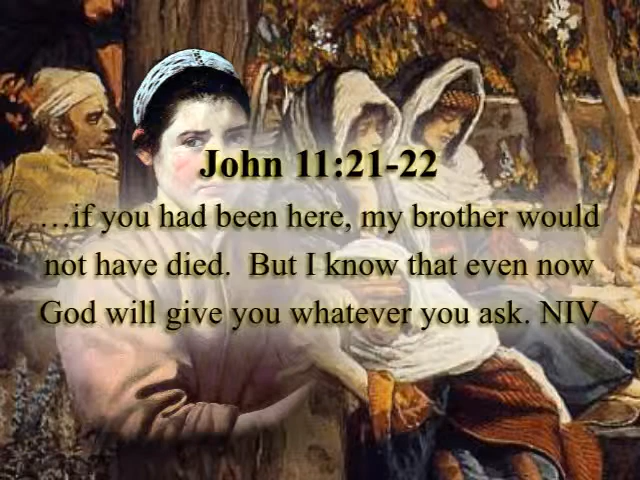 John 11:21-22
…if you had been here, my brother would
not have died.  But I know that even now
God will give you whatever you ask. NIV